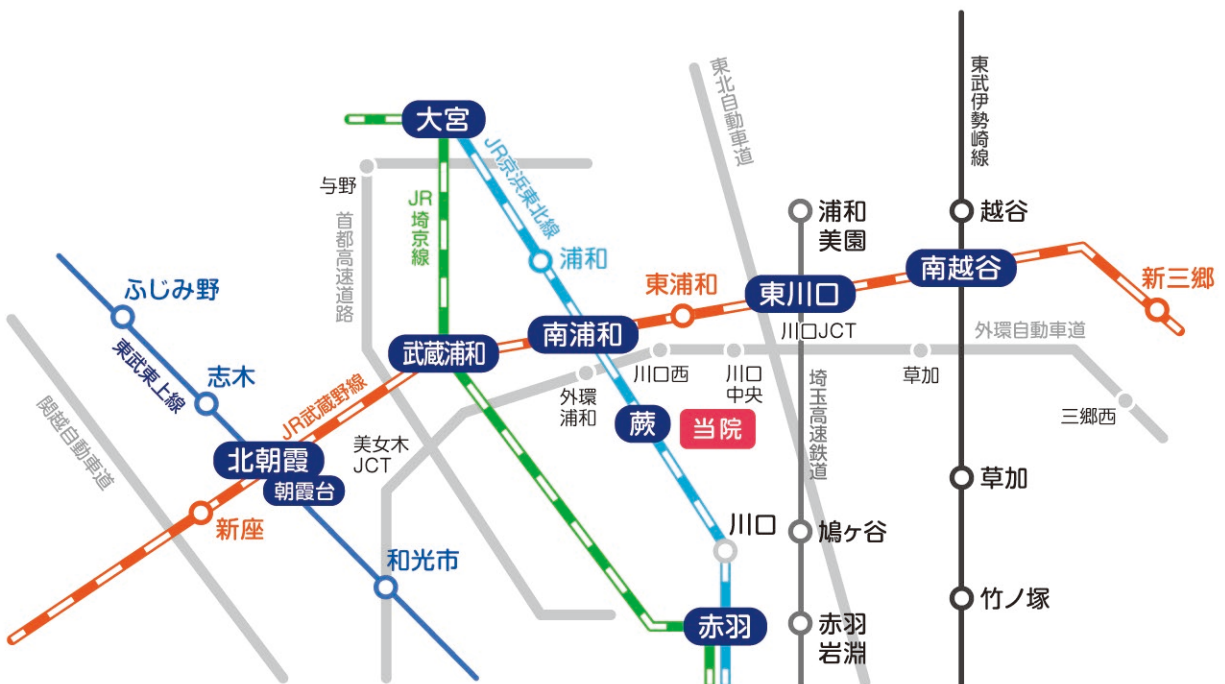 大宮
東北自動車道
東武伊勢崎線
与野
JR
埼京線
JR京浜東北線
首都高速道路
浦和
浦和
美園
越谷
ふじみ野
東武東上線
志木
関越自動車道
武蔵浦和
南浦和
東浦和
東川口
南越谷
新三郷
川口JCT
外環自動車道
JR武蔵野線
外環
浦和
川口西
川口
中央
草加
三郷西
北朝霞
朝霞台
美女木
JCT
蕨
当院
埼玉高速鉄道
草加
新座
和光市
川口
鳩ヶ谷
竹ノ塚
赤羽
赤羽
岩淵